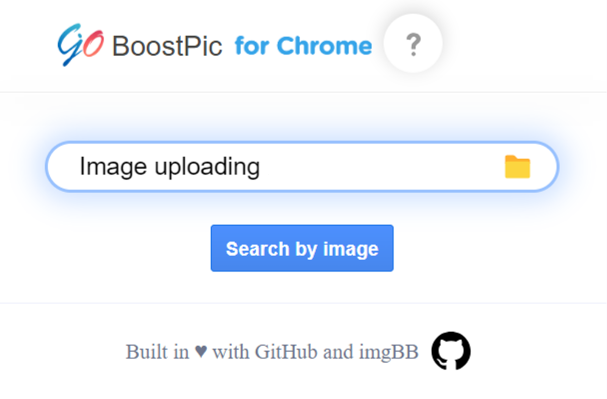 GO BoostPic for Chrome ?
Image uploading
Search by image
Built in ♥ with GitHub and imgBB